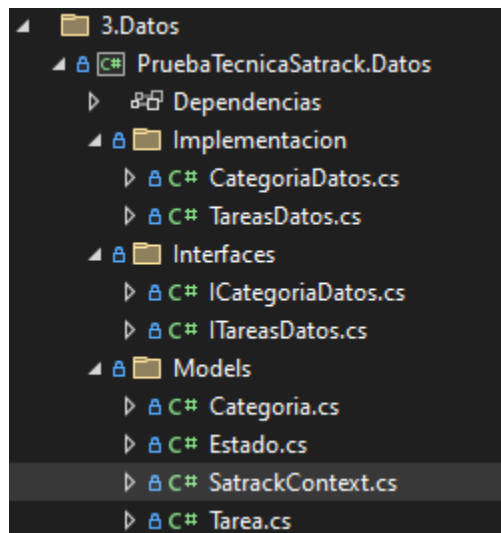 3.Datos
C# PruebaTecnicaSatrack.Datos
Dependencias
Implementacion
C# CategoriaDatos.cs
C# TareasDatos.cs
Interfaces
C# ICategoriaDatos.cs
C# ITareasDatos.cs
Models
C# Categoria.cs
C# Estado.cs
C# SatrackContext.cs
C# Tarea.cs